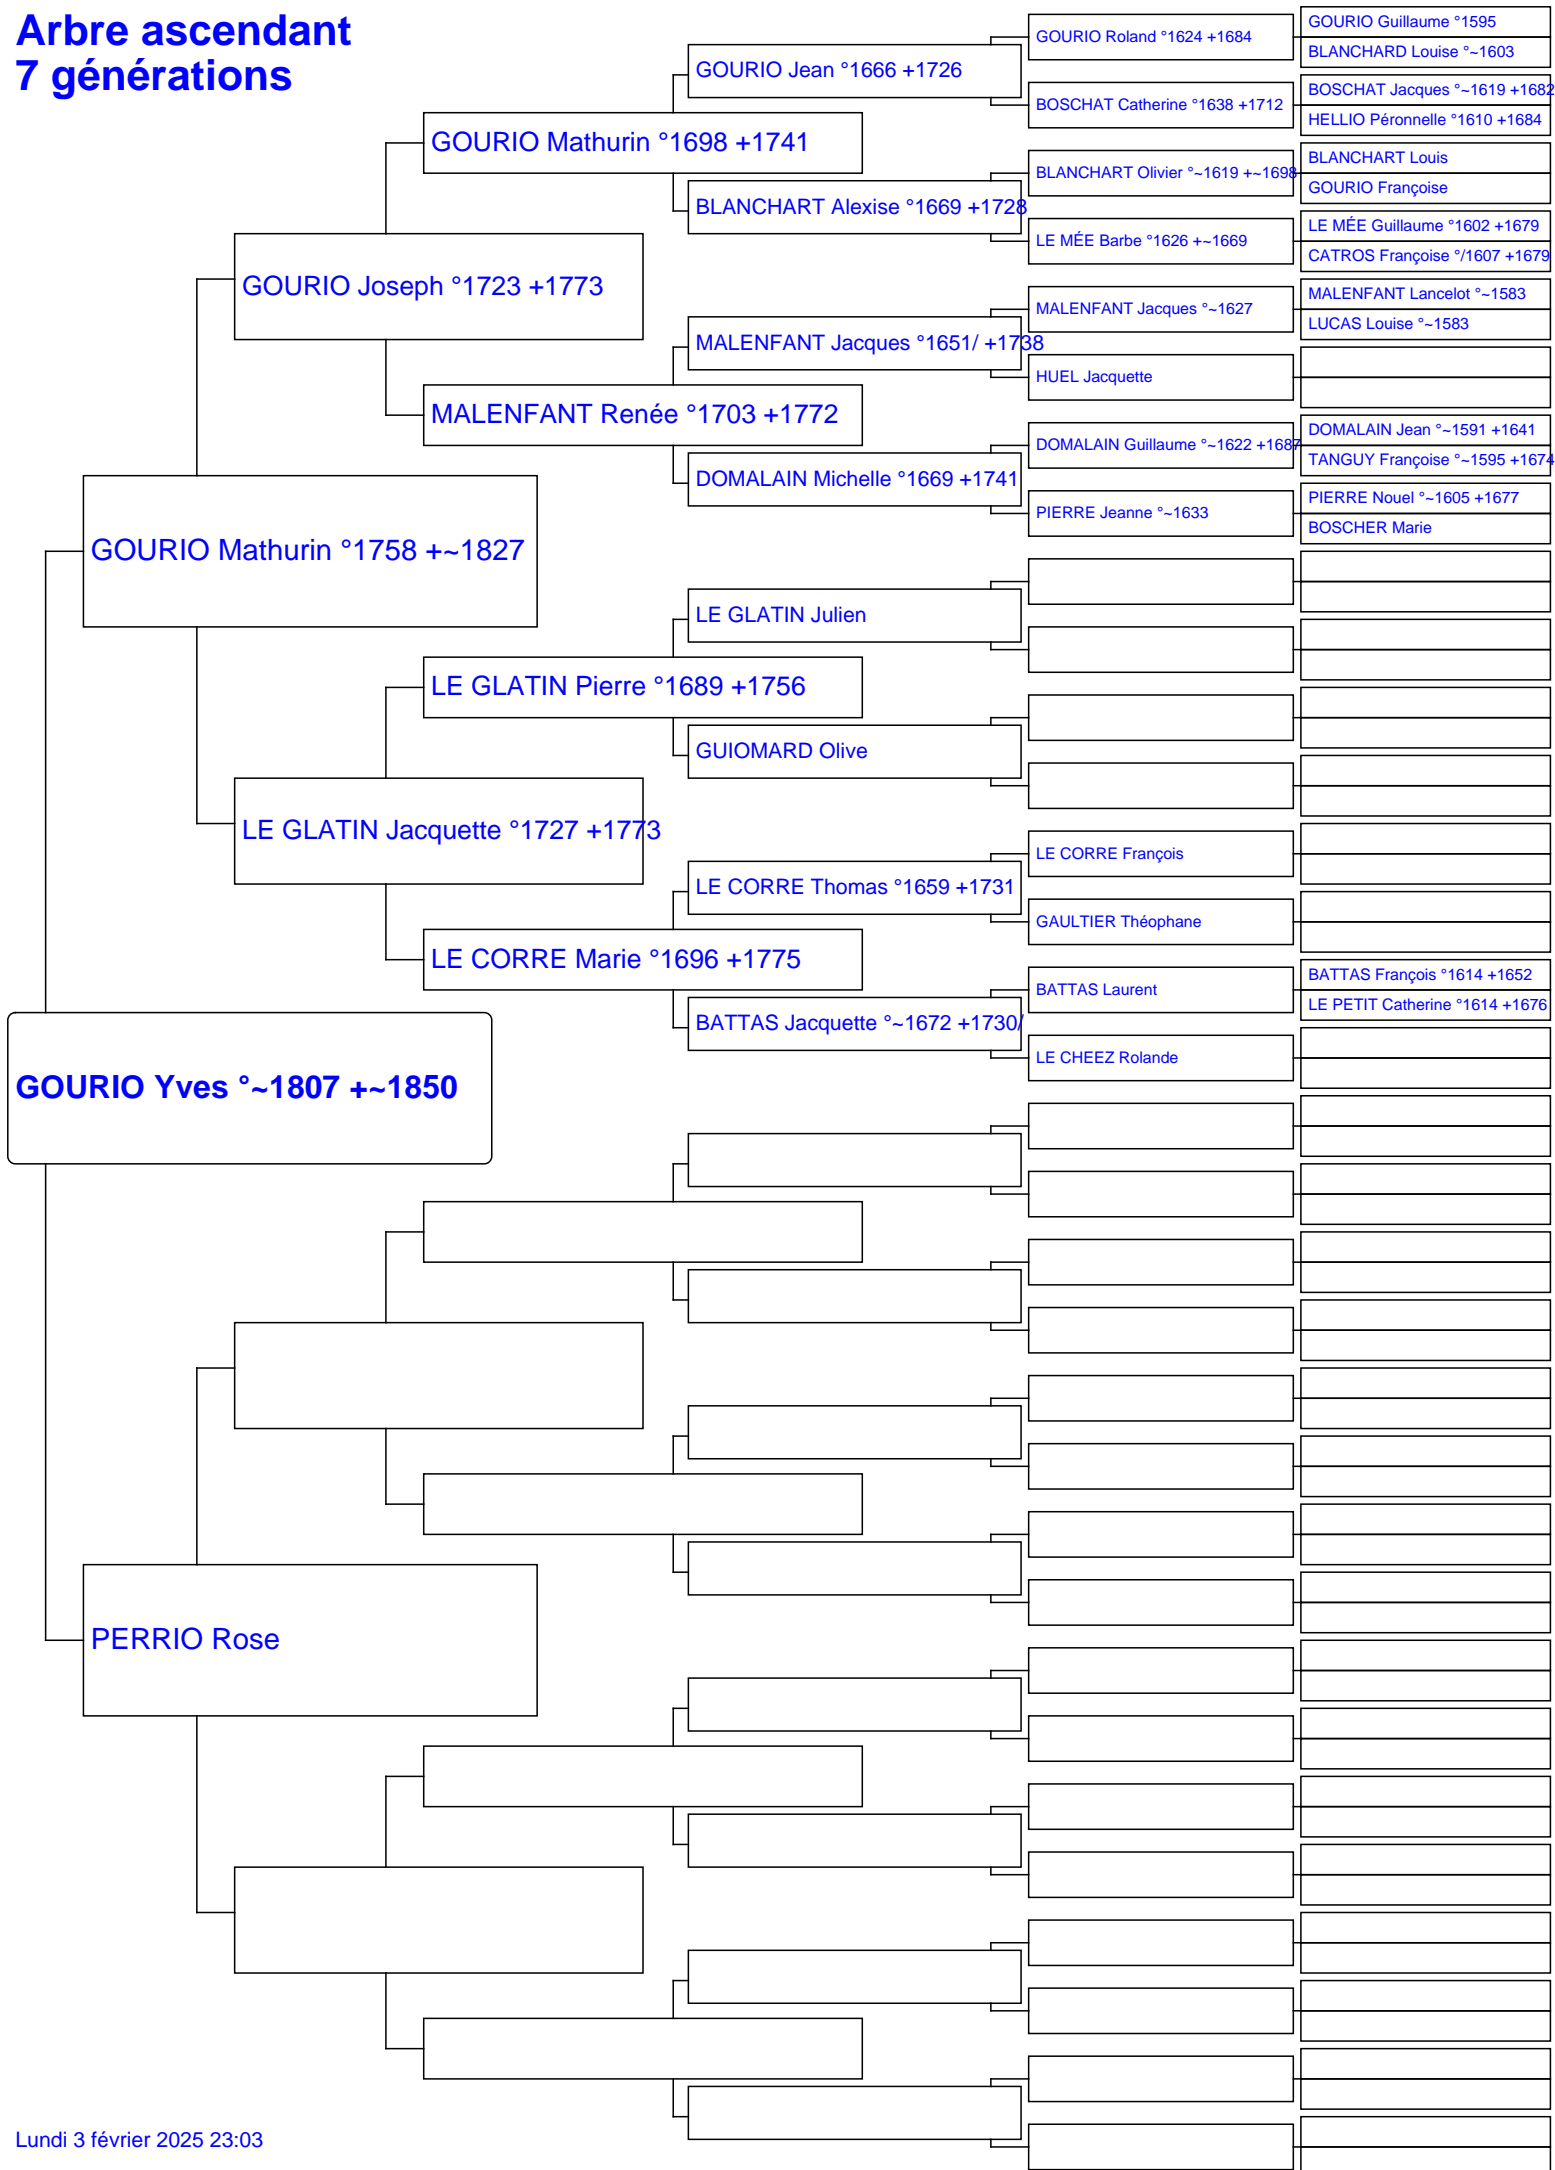 Arbre ascendant
7 générations
GOURIO Yves °~1807 +~1850
GOURIO Mathurin °1758 +~1827
PERRIO Rose
GOURIO Joseph °1723 +1773
LE GLATIN Jacquette °1727 +1773
GOURIO Mathurin °1698 +1741
MALENFANT Renée °1703 +1772
LE GLATIN Pierre °1689 +1756
LE CORRE Marie °1696 +1775
GOURIO Jean °1666 +1726
BLANCHART Alexise °1669 +1728
MALENFANT Jacques °1651/ +1738
DOMALAIN Michelle °1669 +1741
LE GLATIN Julien
GUIOMARD Olive
LE CORRE Thomas °1659 +1731
BATTAS Jacquette °~1672 +1730/
GOURIO Roland °1624 +1684
BOSCHAT Catherine °1638 +1712
BLANCHART Olivier °~1619 +~1698
LE MÉE Barbe °1626 +~1669
MALENFANT Jacques °~1627
HUEL Jacquette
DOMALAIN Guillaume °~1622 +1687
PIERRE Jeanne °~1633
LE CORRE François
GAULTIER Théophane
BATTAS Laurent
LE CHEEZ Rolande
GOURIO Guillaume °1595
BLANCHARD Louise °~1603
BOSCHAT Jacques °~1619 +1682
HELLIO Péronnelle °1610 +1684
BLANCHART Louis
GOURIO Françoise
LE MÉE Guillaume °1602 +1679
CATROS Françoise °/1607 +1679
MALENFANT Lancelot °~1583
LUCAS Louise °~1583
DOMALAIN Jean °~1591 +1641
TANGUY Françoise °~1595 +1674
PIERRE Nouel °~1605 +1677
BOSCHER Marie
BATTAS François °1614 +1652
LE PETIT Catherine °1614 +1676
Lundi 3 février 2025 23:03